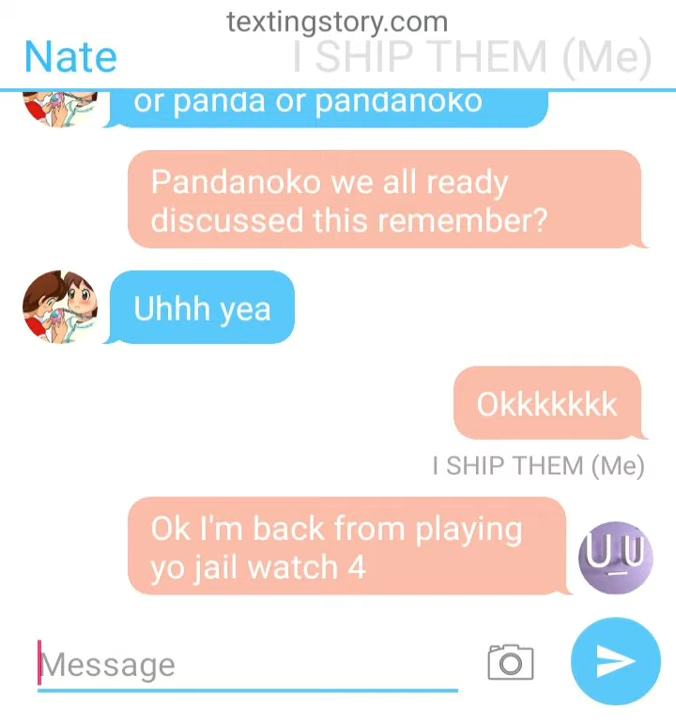 textingstory.com
Nate
I SHIP THEM (Me)
or panda or pandanoko
Pandanoko we all ready
discussed this remember?
Uhhh yea
Okkkkkkk
I SHIP THEM (Me)
Ok I'm back from playing
yo jail watch 4
U_U
Message